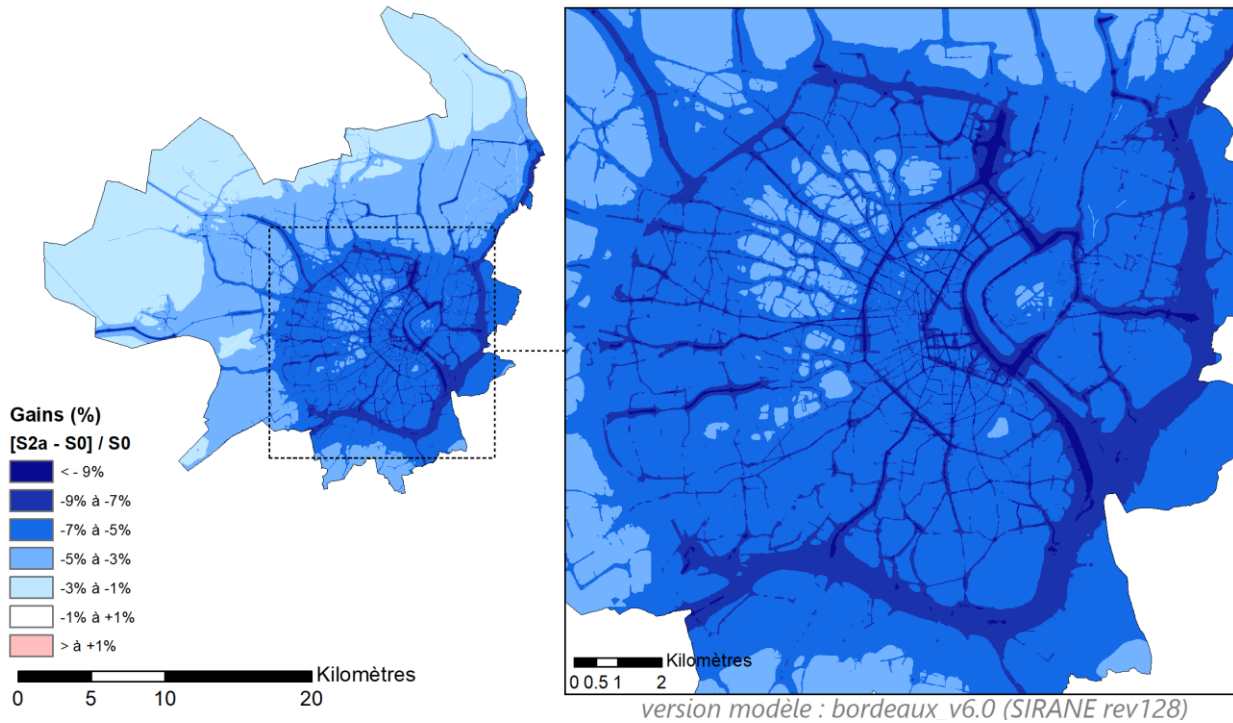 Gains (%)
[S2a - S0] / S0
< - 9%
-9% à -7%
-7% à -5%
-5% à -3%
-3% à -1%
-1% à +1%
> à +1%
Kilomètres
0 5 10 20
Kilomètres
0 0.5 1 2
version modèle : bordeaux_v6.0 (SIRANE rev128)